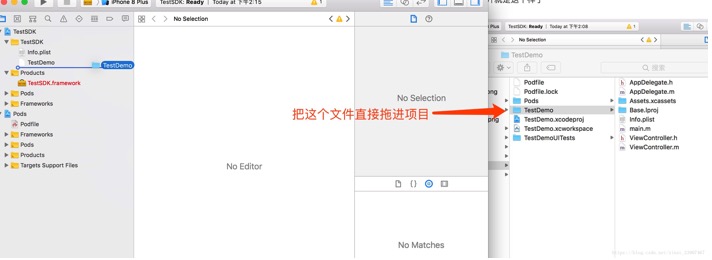 iPhone 8 Plus
TestSDK: Ready | Today at 下午2:15
No Selection
TestSDK
TestSDK
Info.plist
TestDemo
TestDemo
Products
TestSDK.framework
Pods
Frameworks
Pods
Podfile
Frameworks
Pods
Products
Targets Support Files
No Editor
No Selection
No Matches
把这个文件直接拖进项目
TestSDK: Ready | Today at 下午2:08
No Selection
TestDemo
搜索
Podfile
Podfile.lock
Pods
TestDemo
TestDemo.xcodeproj
TestDemo.xcworkspace
TestDemoUITests
AppDelegate.h
AppDelegate.m
Assets.xcassets
Base.lproj
Info.plist
main.m
ViewController.h
ViewController.m